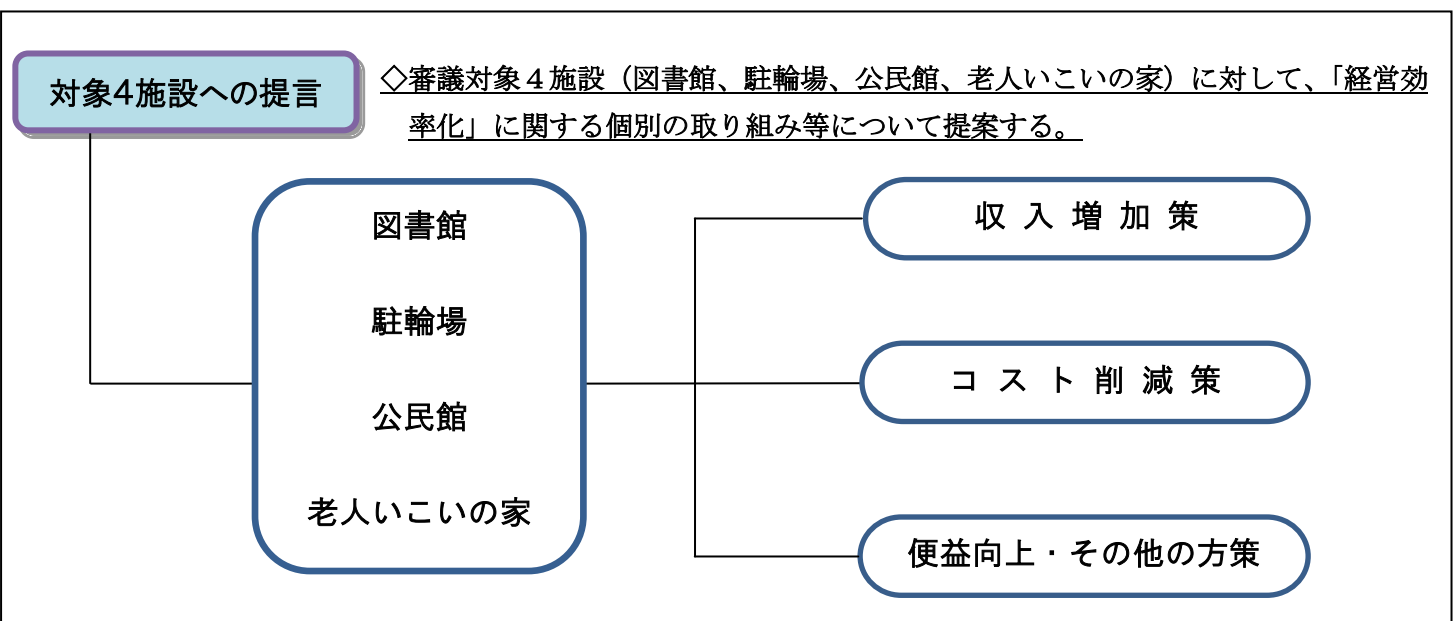 対象4施設への提言
◇審議対象４施設（図書館、駐輪場、公民館、老人いこいの家）に対して、「経営効
率化」に関する個別の取り組み等について提案する。
図書館
駐輪場
公民館
老人いこいの家
収 入 増 加 策
コ ス ト 削 減 策
便益向上・その他の方策